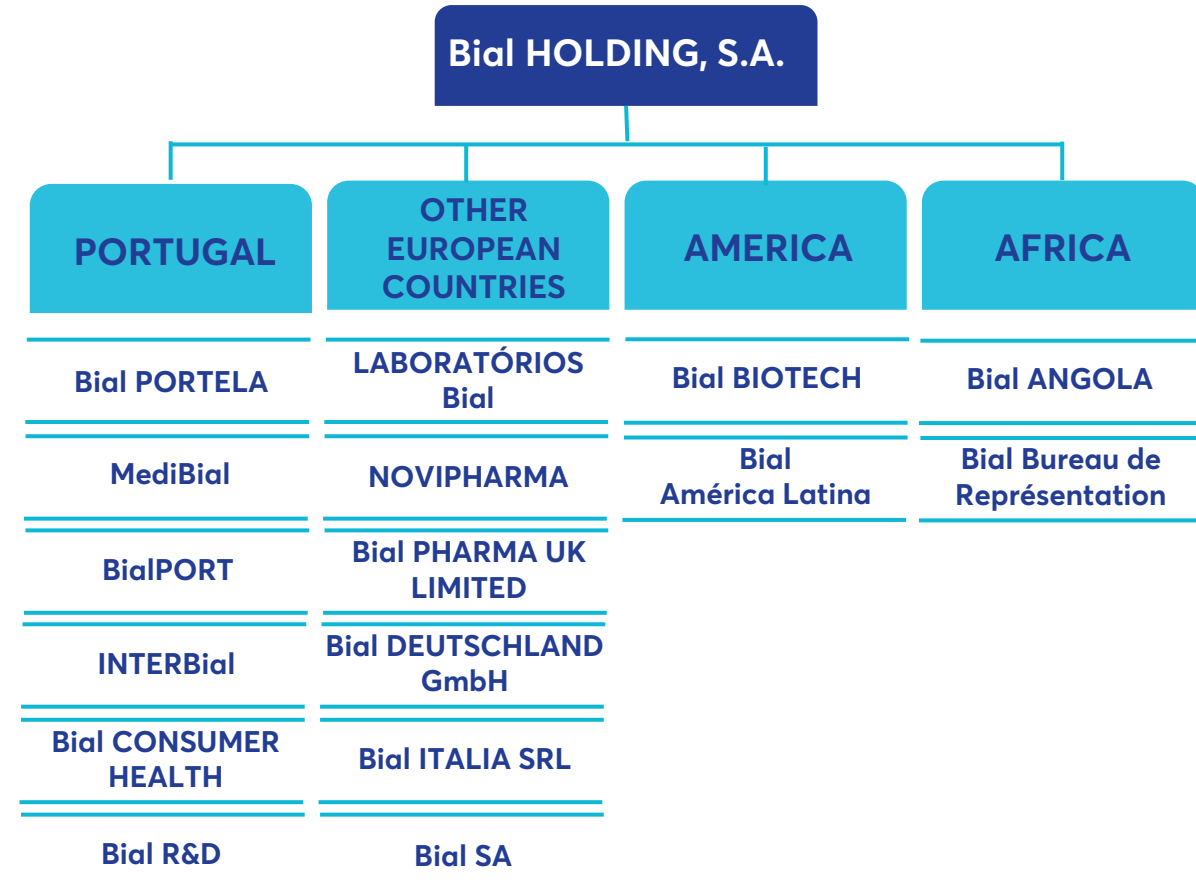 Bial HOLDING, S.A.
PORTUGAL
OTHER
EUROPEAN
COUNTRIES
AMERICA
AFRICA
Bial PORTELA
MediBial
BialPORT
INTERBial
Bial CONSUMER
HEALTH
Bial R&D
LABORATÓRIOS
Bial
NOVIPHARMA
Bial PHARMA UK
LIMITED
Bial DEUTSCHLAND
GmbH
Bial ITALIA SRL
Bial SA
Bial BIOTECH
Bial
América Latina
Bial ANGOLA
Bial Bureau de
Représentation